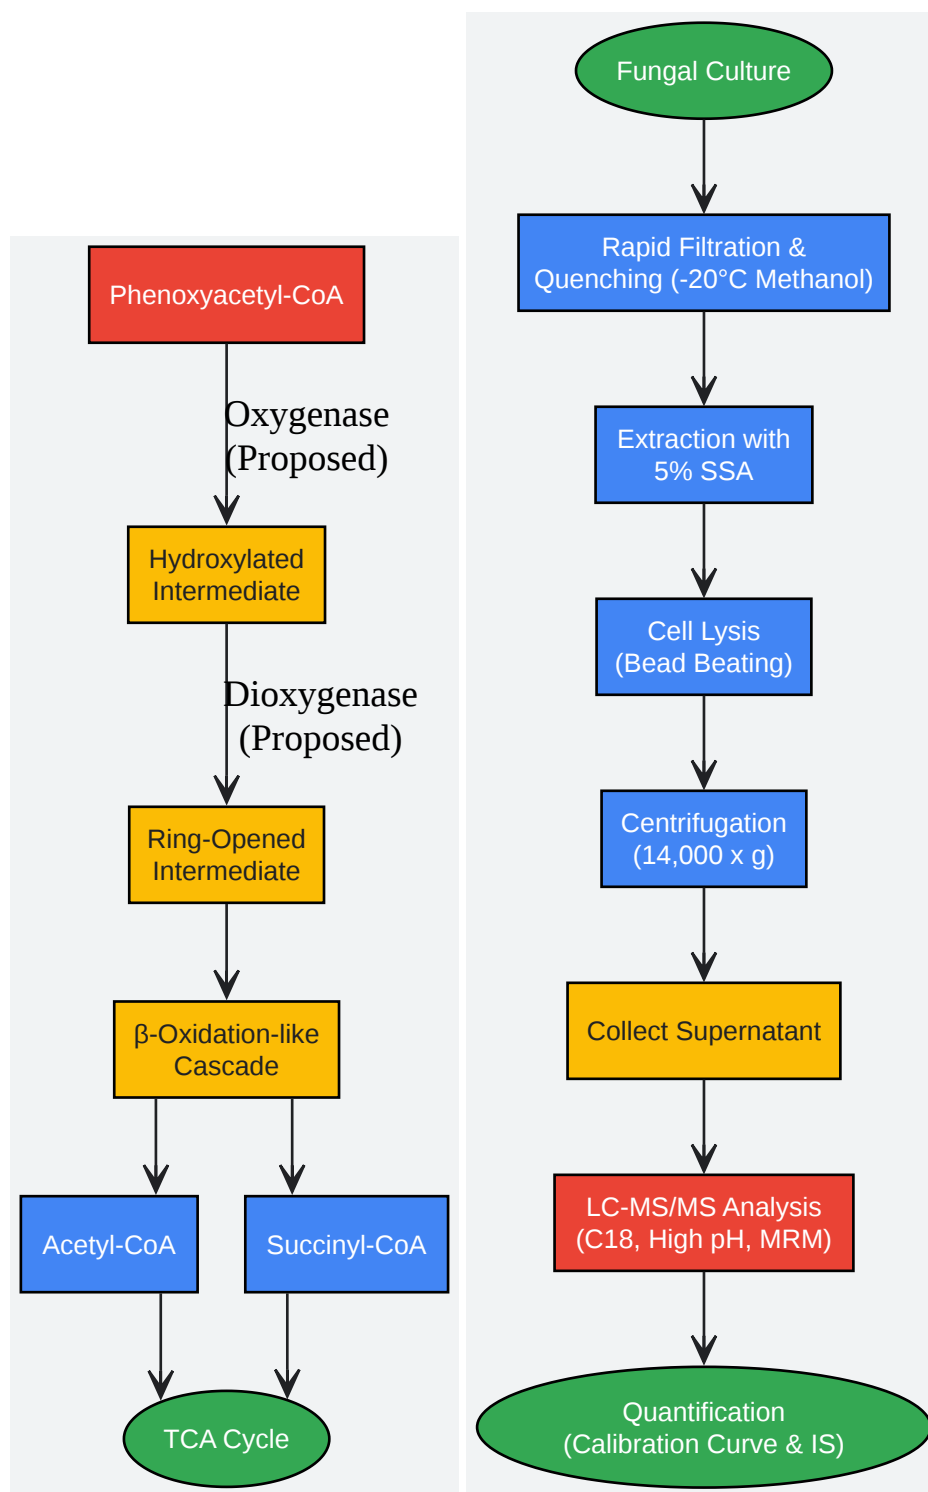 Phenoxyacetyl-CoA
Oxygenase
(Proposed)
Hydroxylated
Intermediate
Dioxygenase
(Proposed)
Ring-Opened
Intermediate
β-Oxidation-like
Cascade
Acetyl-CoA
Succinyl-CoA
TCA Cycle
Fungal Culture
Rapid Filtration &
Quenching (-20°C Methanol)
Extraction with
5% SSA
Cell Lysis
(Bead Beating)
Centrifugation
(14,000 x g)
Collect Supernatant
LC-MS/MS Analysis
(C18, High pH, MRM)
Quantification
(Calibration Curve & IS)